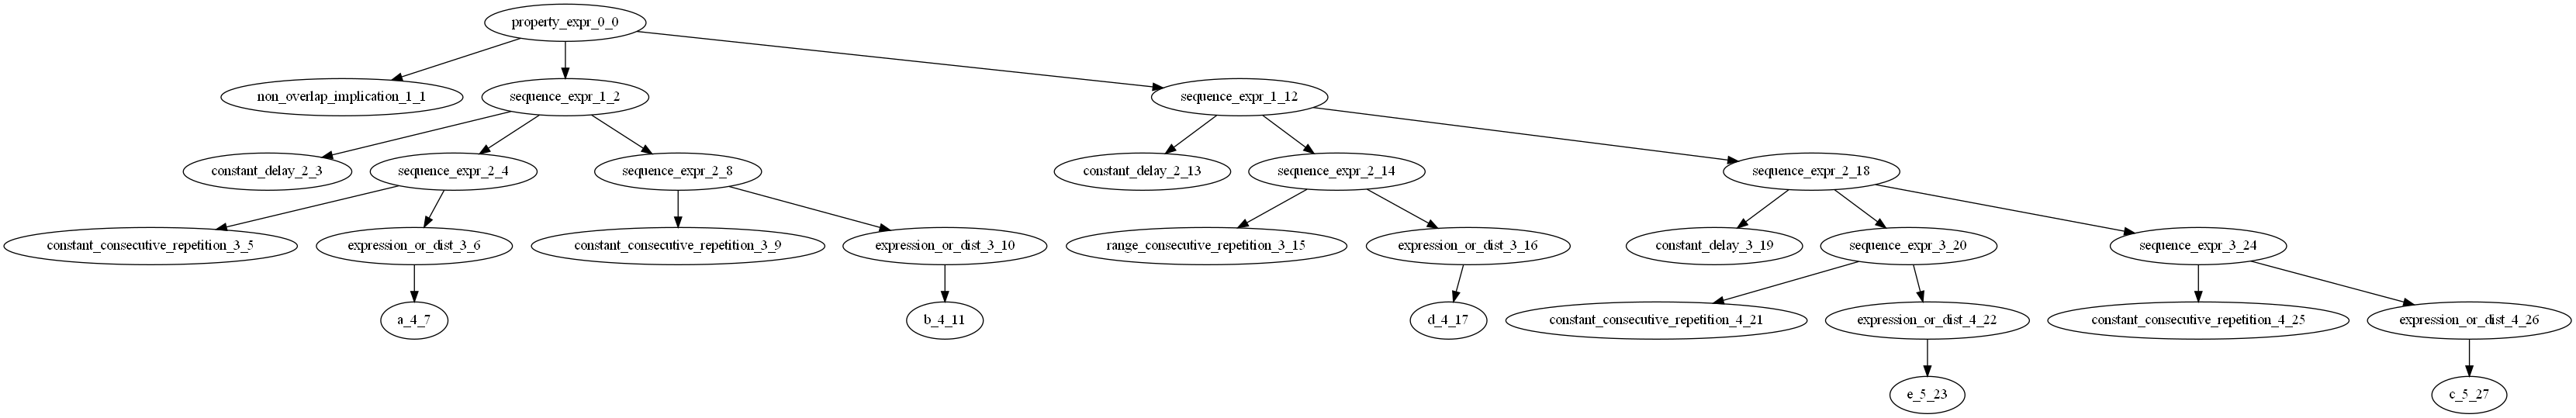 property_expr_0_0
non_overlap_implication_1_1
sequence_expr_1_2
sequence_expr_1_12
constant_delay_2_3
sequence_expr_2_4
sequence_expr_2_8
constant_delay_2_13
sequence_expr_2_14
sequence_expr_2_18
constant_consecutive_repetition_3_5
expression_or_dist_3_6
constant_consecutive_repetition_3_9
expression_or_dist_3_10
range_consecutive_repetition_3_15
expression_or_dist_3_16
constant_delay_3_19
sequence_expr_3_20
sequence_expr_3_24
a_4_7
b_4_11
d_4_17
constant_consecutive_repetition_4_21
expression_or_dist_4_22
constant_consecutive_repetition_4_25
expression_or_dist_4_26
e_5_23
c_5_27